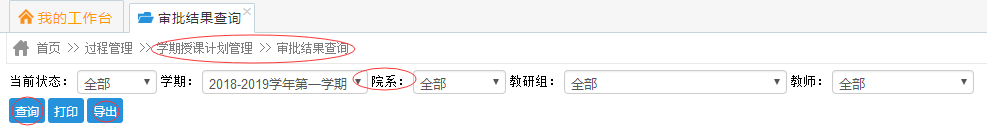 我的工作台 审批结果查询
首页 >> 过程管理 >> 学期授课计划管理 >> 审批结果查询
当前状态： 全部 学期： 2018-2019学年第一学期 院系： 全部 教研组： 全部 教师： 全部
查询 打印 导出